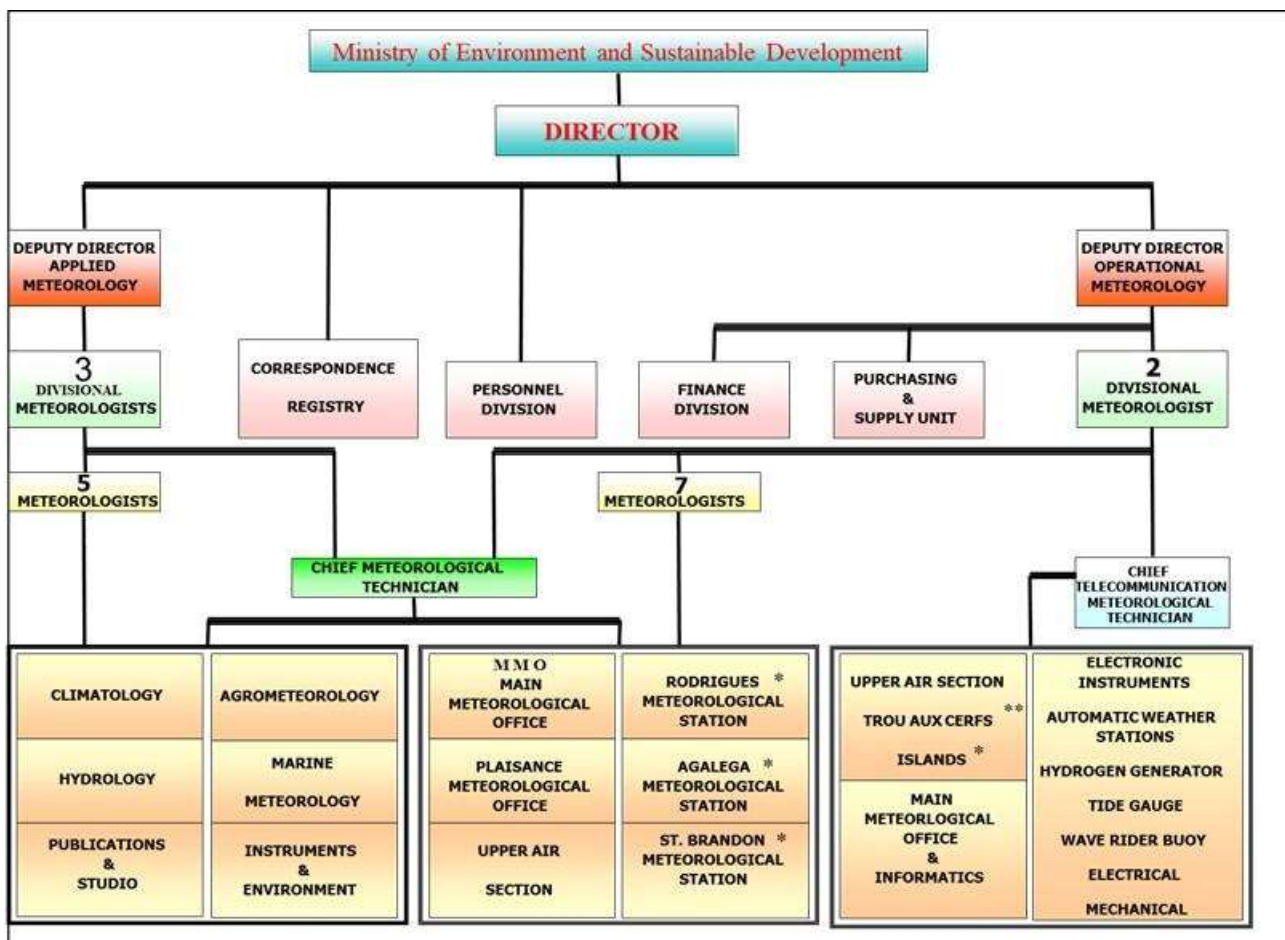 Ministry of Environment and Sustainable Development
DIRECTOR
DEPUTY DIRECTOR
APPLIED
METEOROLOGY
DEPUTY DIRECTOR
OPERATIONAL
METEOROLOGY
3
DIVISIONAL
METEOROLOGISTS
CORRESPONDENCE
REGISTRY
PERSONNEL
DIVISION
FINANCE
DIVISION
PURCHASING
&
SUPPLY UNIT
2
DIVISIONAL
METEOROLOGIST
5
METEOROLOGISTS
7
METEOROLOGISTS
CHIEF METEOROLOGICAL
TECHNICIAN
CHIEF
TELECOMMUNICATION
METEOROLOGICAL
TECHNICIAN
CLIMATOLOGY
AGROMETEOROLOGY
HYDROLOGY
MARINE
METEOROLOGY
PUBLICATIONS
&
STUDIO
INSTRUMENTS
&
ENVIRONMENT
M M O
MAIN
METEOROLOGICAL
OFFICE
RODRIGUES *
METEOROLOGICAL
STATION
PLAISANCE
METEOROLOGICAL
OFFICE
AGALEGA *
METEOROLOGICAL
STATION
UPPER AIR
SECTION
ST. BRANDON *
METEOROLOGICAL
STATION
UPPER AIR SECTION
TROU AUX CERFS **
ISLANDS *
MAIN
METEORLOGICAL
OFFICE
&
INFORMATICS
ELECTRONIC
INSTRUMENTS
AUTOMATIC WEATHER
STATIONS
HYDROGEN GENERATOR
TIDE GAUGE
WAVE RIDER BUOY
ELECTRICAL
MECHANICAL